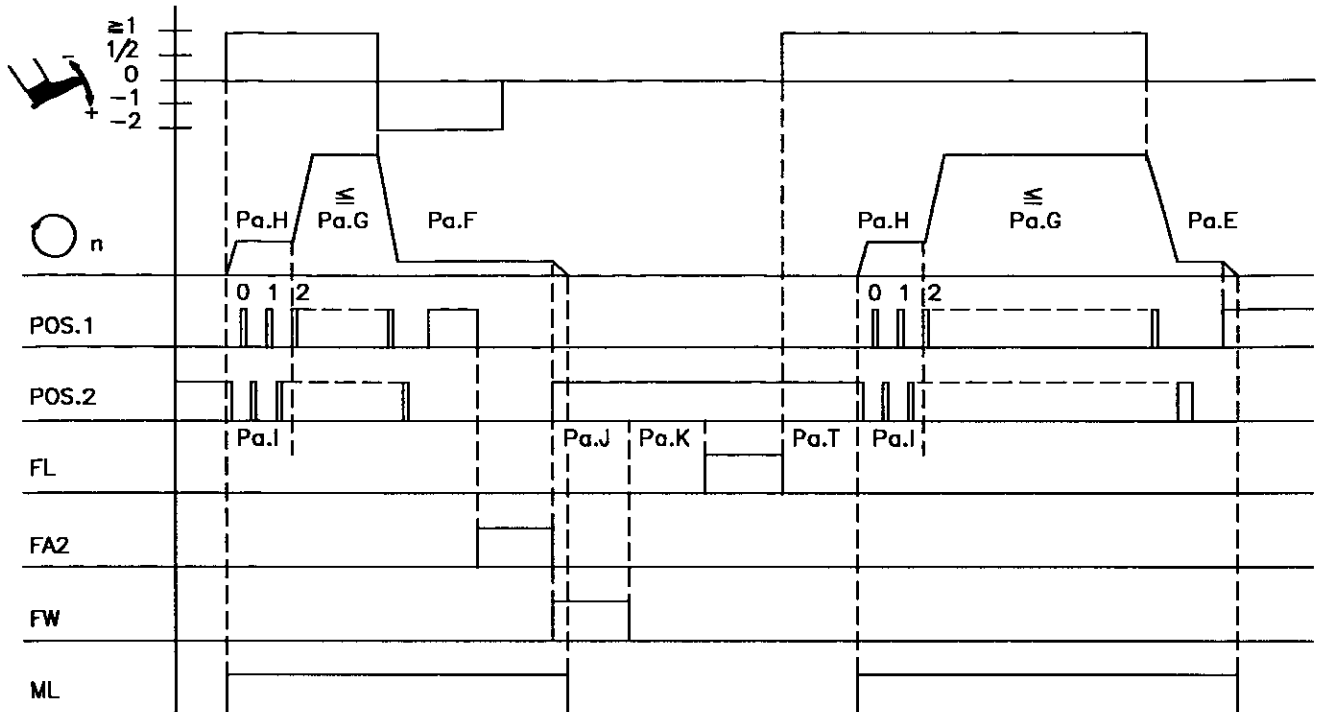 ≧1
1/2
0
-1
-2
- +
Pa.H ≦ Pa.G Pa.F Pa.H ≦ Pa.G Pa.E
n
0 1 2 0 1 2
POS.1
POS.2
Pa.I Pa.J Pa.K Pa.T Pa.I
FL
FA2
FW
ML